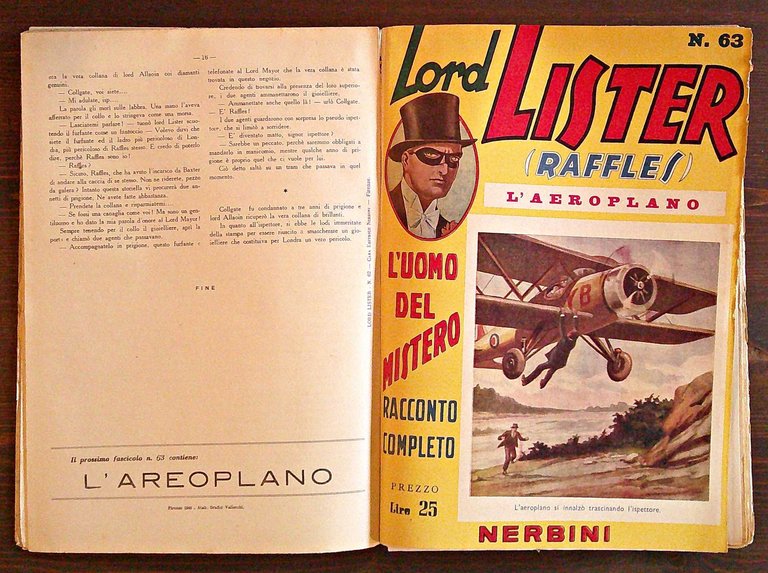 — 16 —
era la vera collana di lord Allaoin coi diamanti
genuini.
— Collgate, voi siete....
— Mi adulate, up....
La parola gli morì sulle labbra. Una mano l'aveva
afferrato per il collo e lo stringeva come una morsa.
— Lasciatemi parlare! — tuonò lord Lister scoo-
tendo il furfante come un fantoccio — Volevo dirvi che
siete il furfante ed il ladro più pericoloso di Lon-
dra, più pericoloso di Raffles stesso. E credo di poterlo
dire, perchè Raffles sono io!
— Raffles?
— Sicuro, Raffles, che ha avuto l'incarico da Baxter
di andare alla caccia di se stesso. Non ne riderete, pezzo
da galera! Intanto questa storiella vi procurerà due an-
netti di prigione. Ne avete fatte abbastanza.
— Prendete la collana e risparmiatemi....
— Se fossi una canaglia come voi! Ma sono un gen-
tiluomo e ho dato la mia parola d'onore al Lord Mayor!
Sempre tenendo per il collo il gioielliere, aprì la
porta e chiamò due agenti che passavano.
— Accompagnatelo in prigione, questo furfante e
telefonate al Lord Mayor che la vera collana è stata
trovata in questo negozio.
Credendo di trovarsi alla presenza del loro superio-
re, i due agenti ammanettarono il gioielliere.
— Ammanettate anche quello là! — urlò Collgate.
— E' Raffles!
I due agenti guardarono con sorpresa lo pseudo ispet-
tore, che si limitò a sorridere.
— E' diventato matto, signor ispettore?
— Sarebbe un peccato, perchè saremmo obbligati a
mandarlo in manicomio, mentre qualche anno di pri-
gione è proprio quel che ci vuole per lui.
Ciò detto saltò su un tram che passava in quel
momento.
*
Collgate fu condannato a tre anni di prigione e
lord Allaoin ricuperò la vera collana di brillanti.
In quanto all'ispettore, si ebbe le lodi immeritate
della stampa per essere riuscito a smascherare un gio-
ielliere che costituiva per Londra un vero pericolo.
FINE
LORD LISTER - N. 62 — Casa Editrice Nerbini — Firenze
Il prossimo fascicolo n. 63 contiene:
L'AREOPLANO
Firenze 1946 - Stab. Grafici Vallecchi.
N. 63
Lord
LISTER
(RAFFLES)
L'AEROPLANO
L'UOMO
DEL
MISTERO
RACCONTO
COMPLETO
PREZZO
Lire 25
B
L'aeroplano si innalzò trascinando l'ispettore.
NERBINI